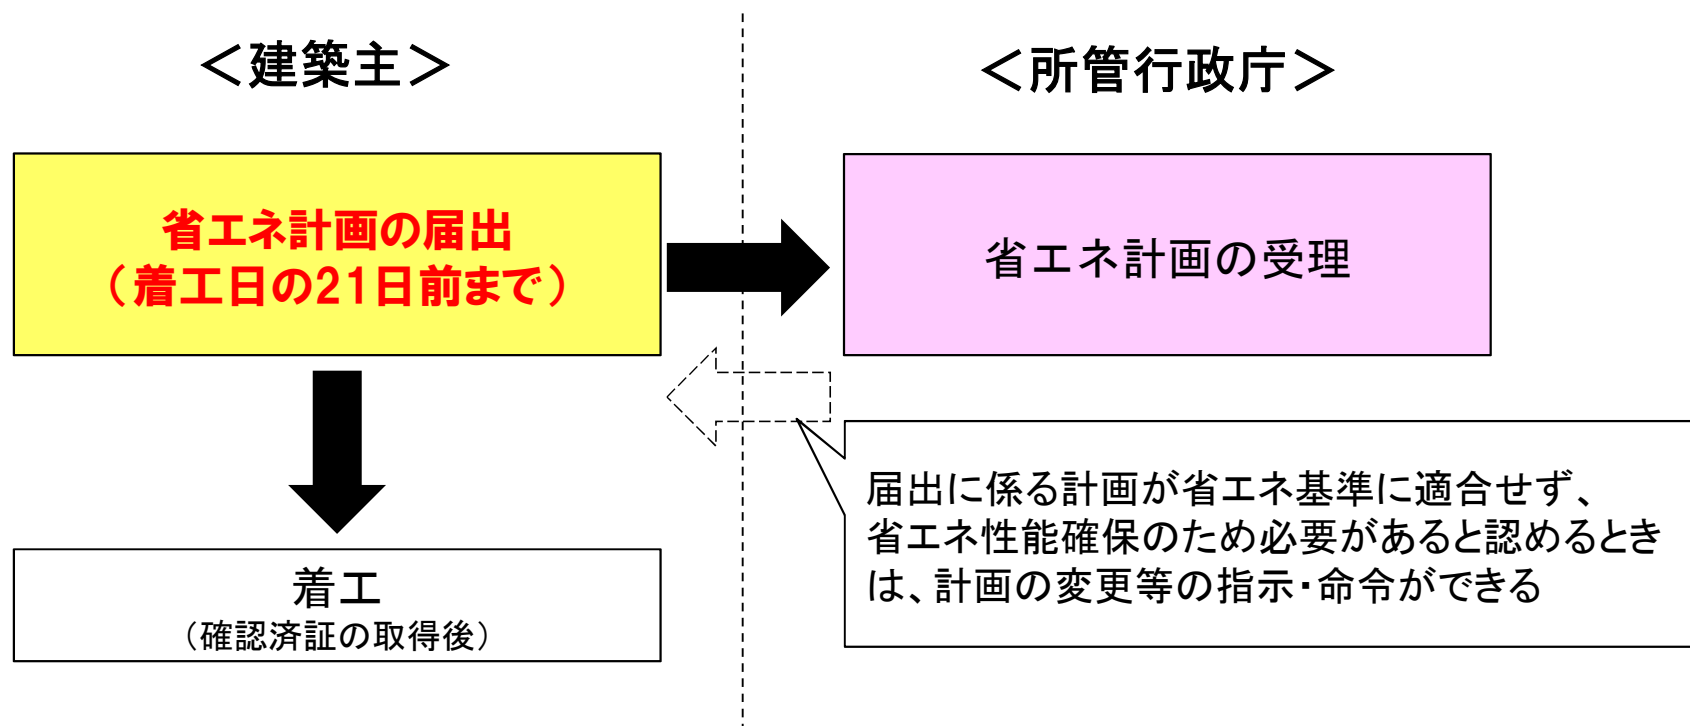 ＜建築主＞
＜所管行政庁＞
省エネ計画の届出
（着工日の21日前まで）
省エネ計画の受理
届出に係る計画が省エネ基準に適合せず、
省エネ性能確保のため必要があると認めるとき
は、計画の変更等の指示・命令ができる
着工
（確認済証の取得後）